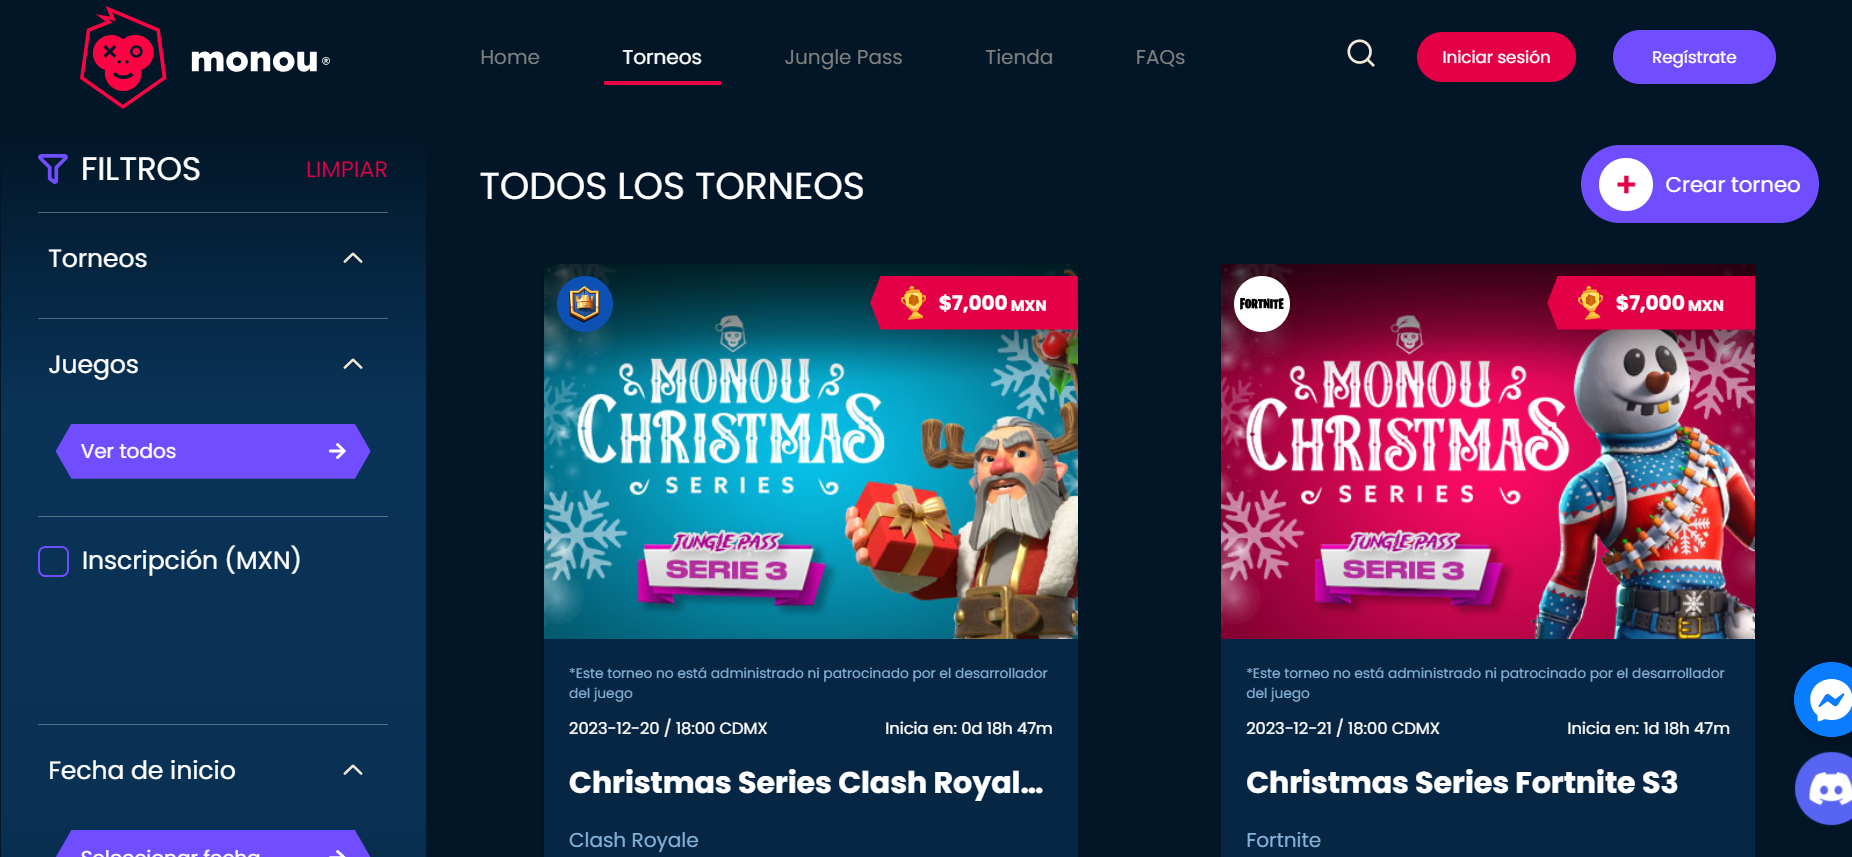 monou®
Home
Torneos
Jungle Pass
Tienda
FAQs
Iniciar sesión
Regístrate
FILTROS
LIMPIAR
Torneos
Juegos
Ver todos
Inscripción (MXN)
Fecha de inicio
Seleccionar fecha
TODOS LOS TORNEOS
+ Crear torneo
$7,000 MXN
MONOU
CHRISTMAS
SERIES
JUNGLE PASS
SERIE 3
*Este torneo no está administrado ni patrocinado por el desarrollador
del juego
2023-12-20 / 18:00 CDMX
Inicia en: 0d 18h 47m
Christmas Series Clash Royal...
Clash Royale
FORTNITE
$7,000 MXN
MONOU
CHRISTMAS
SERIES
JUNGLE PASS
SERIE 3
*Este torneo no está administrado ni patrocinado por el desarrollador
del juego
2023-12-21 / 18:00 CDMX
Inicia en: 1d 18h 47m
Christmas Series Fortnite S3
Fortnite